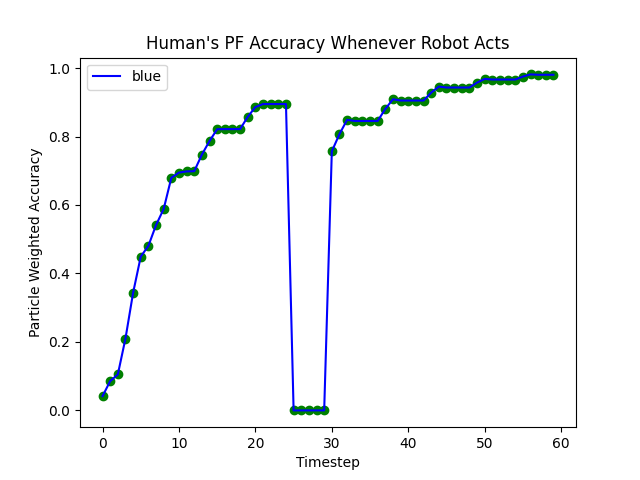 Human's PF Accuracy Whenever Robot Acts
blue
1.0
0.8
0.6
0.4
0.2
0.0
Particle Weighted Accuracy
0 10 20 30 40 50 60
Timestep